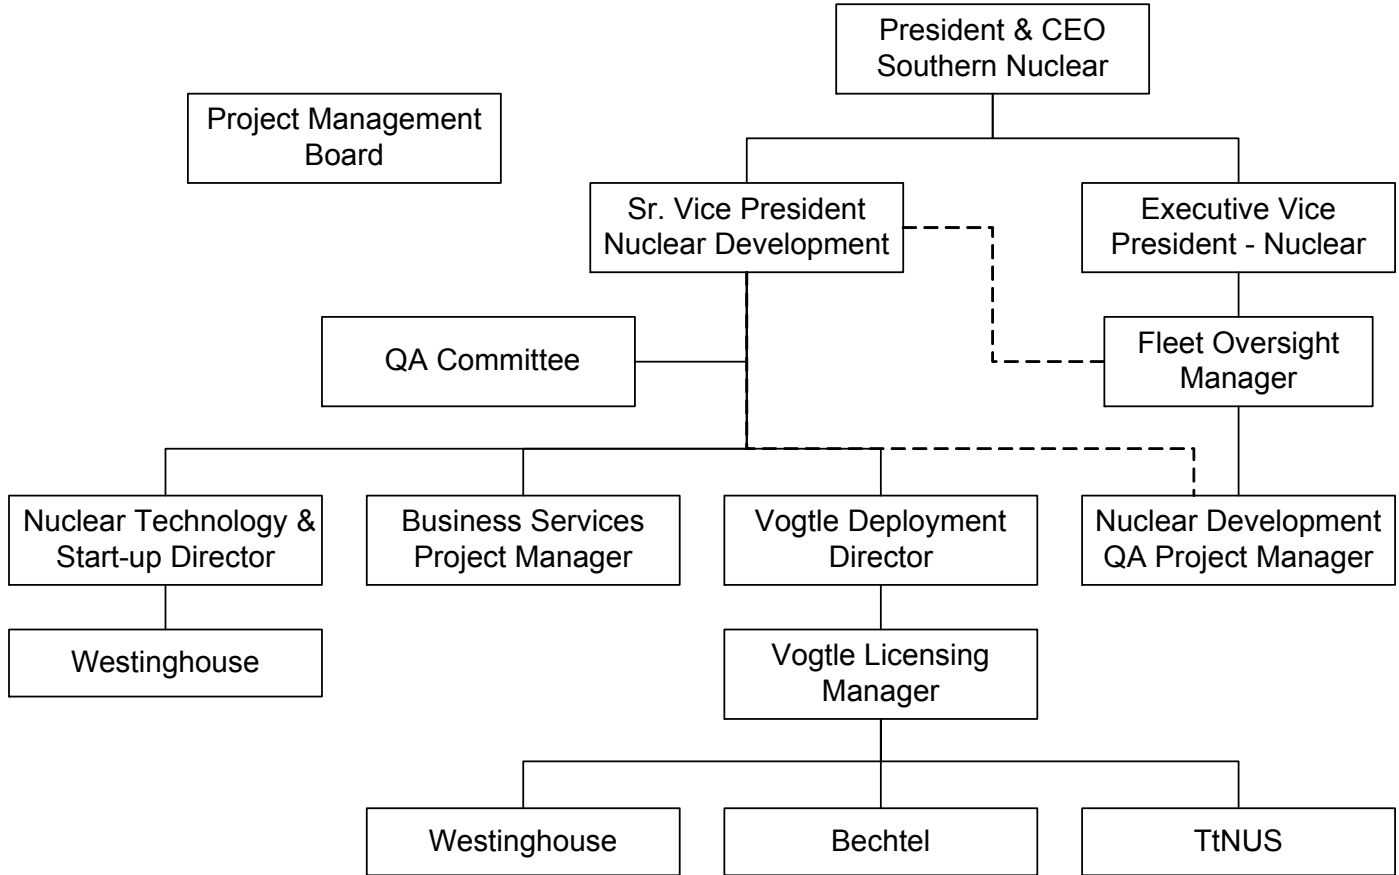 President & CEO
Southern Nuclear
Project Management
Board
Sr. Vice President
Nuclear Development
Executive Vice
President - Nuclear
QA Committee
Fleet Oversight
Manager
Nuclear Technology &
Start-up Director
Business Services
Project Manager
Vogtle Deployment
Director
Nuclear Development
QA Project Manager
Westinghouse
Vogtle Licensing
Manager
Westinghouse
Bechtel
TtNUS